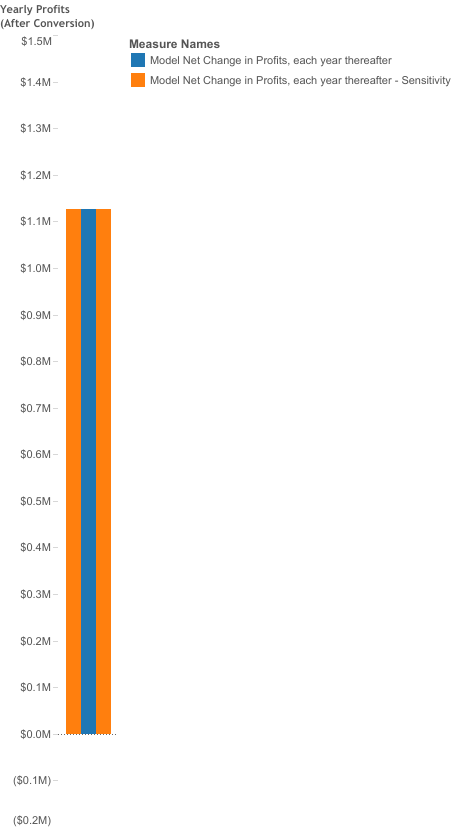 Yearly Profits
(After Conversion)
$1.5M
Measure Names
Model Net Change in Profits, each year thereafter
Model Net Change in Profits, each year thereafter - Sensitivity
$1.4M
$1.3M
$1.2M
$1.1M
$1.0M
$0.9M
$0.8M
$0.7M
$0.6M
$0.5M
$0.4M
$0.3M
$0.2M
$0.1M
$0.0M
($0.1M)
($0.2M)